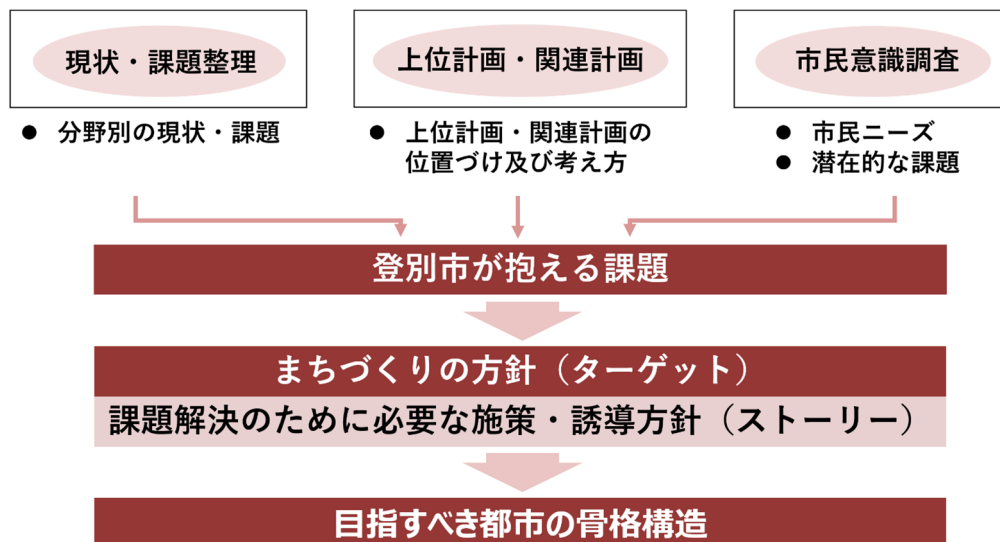 現状・課題整理
● 分野別の現状・課題
上位計画・関連計画
● 上位計画・関連計画の
位置づけ及び考え方
市民意識調査
● 市民ニーズ
● 潜在的な課題
登別市が抱える課題
まちづくりの方針（ターゲット）
課題解決のために必要な施策・誘導方針（ストーリー）
目指すべき都市の骨格構造